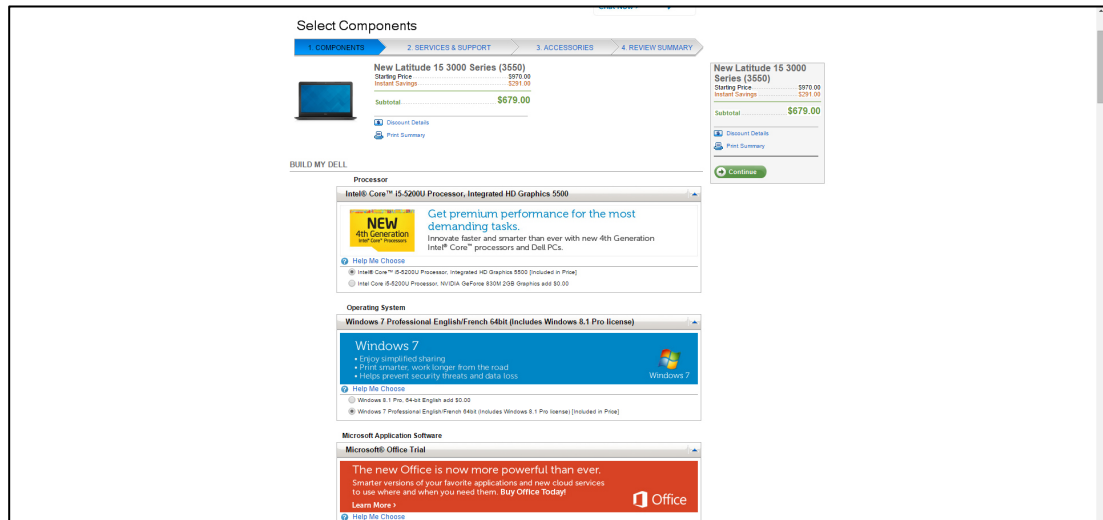 Select Components
1. COMPONENTS 2. SERVICES & SUPPORT 3. ACCESSORIES 4. REVIEW SUMMARY
New Latitude 15 3000 Series (3550)
Starting Price $970.00
Instant Savings $291.00
Subtotal $679.00
Discount Details
Print Summary
New Latitude 15 3000
Series (3550)
Starting Price $970.00
Instant Savings $291.00
Subtotal $679.00
Discount Details
Print Summary
Continue
BUILD MY DELL
Processor
Intel® Core™ i5-5200U Processor, Integrated HD Graphics 5500
NEW
4th Generation
Intel® Core™ Processors
Get premium performance for the most
demanding tasks.
Innovate faster and smarter than ever with new 4th Generation
Intel® Core™ processors and Dell PCs.
Help Me Choose
Intel® Core™ i5-5200U Processor, Integrated HD Graphics 5500 [Included in Price]
Intel Core i5-5200U Processor, NVIDIA GeForce 830M 2GB Graphics add $0.00
Operating System
Windows 7 Professional English/French 64bit (Includes Windows 8.1 Pro license)
Windows 7
• Enjoy simplified sharing
• Print smarter, work longer from the road
• Helps prevent security threats and data loss
Windows 7
Help Me Choose
Windows 8.1 Pro, 64-bit English add $0.00
Windows 7 Professional English/French 64bit (Includes Windows 8.1 Pro license) [Included in Price]
Microsoft Application Software
Microsoft® Office Trial
The new Office is now more powerful than ever.
Smarter versions of your favorite applications and new cloud services
to use where and when you need them. Buy Office Today!
Learn More ›
Office
Help Me Choose